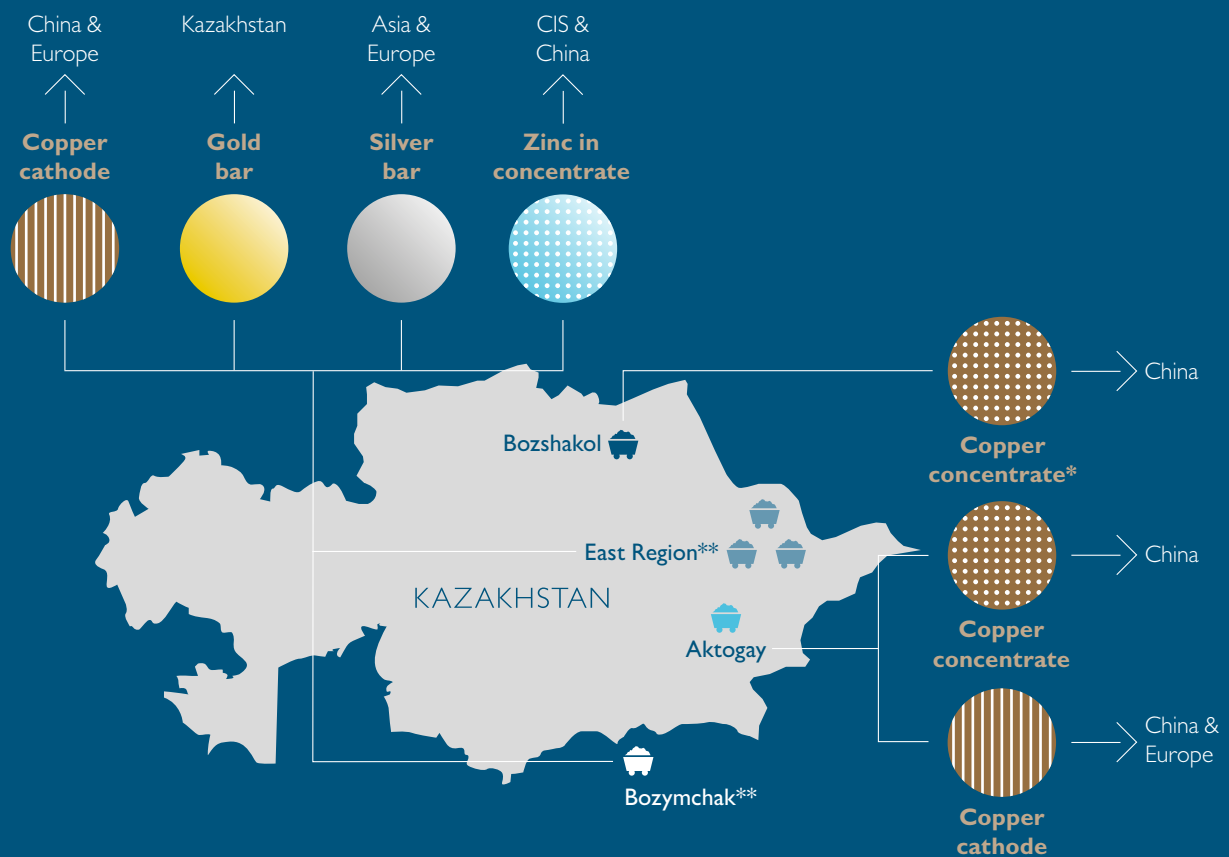 China &
Europe
Kazakhstan
Asia &
Europe
CIS &
China
Copper
cathode
Gold
bar
Silver
bar
Zinc in
concentrate
China
Bozshakol
Copper
concentrate*
East Region**
China
KAZAKHSTAN
Copper
concentrate
Aktogay
China &
Europe
Bozymchak**
Copper
cathode